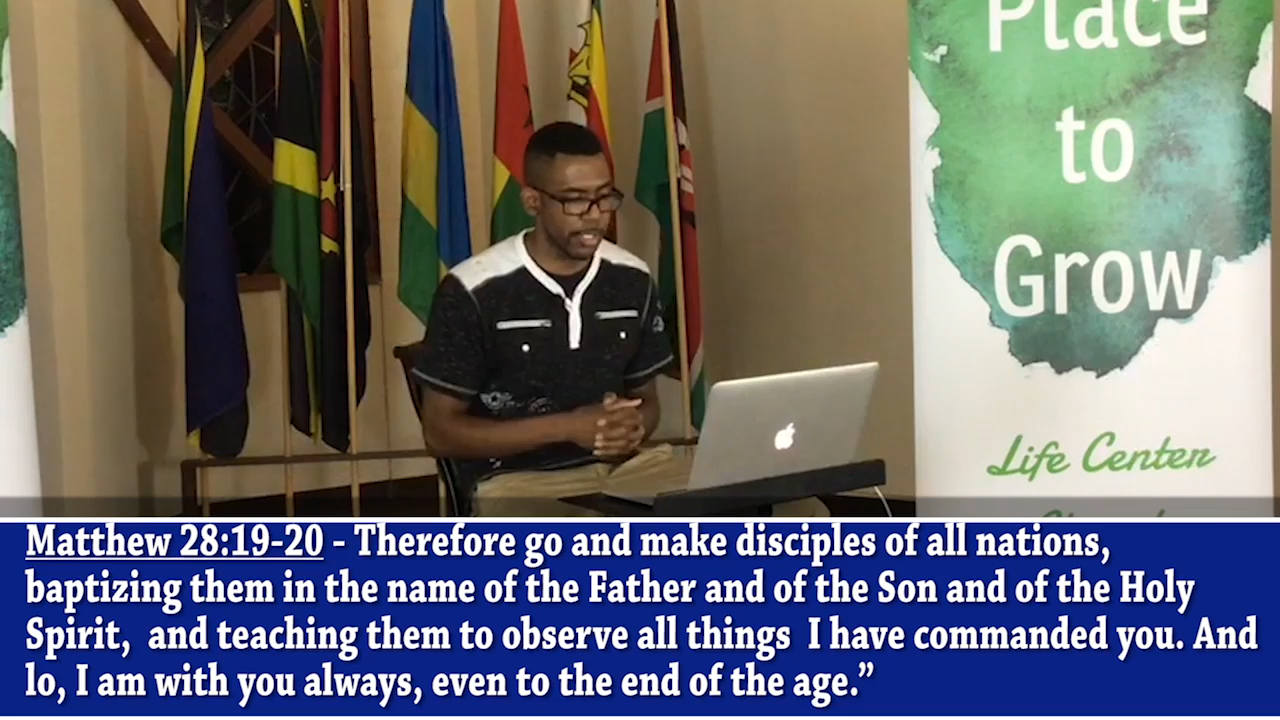 Place
to
Grow
Life Center
Matthew 28:19-20 - Therefore go and make disciples of all nations,
baptizing them in the name of the Father and of the Son and of the Holy
Spirit,  and teaching them to observe all things  I have commanded you. And
lo, I am with you always, even to the end of the age.”